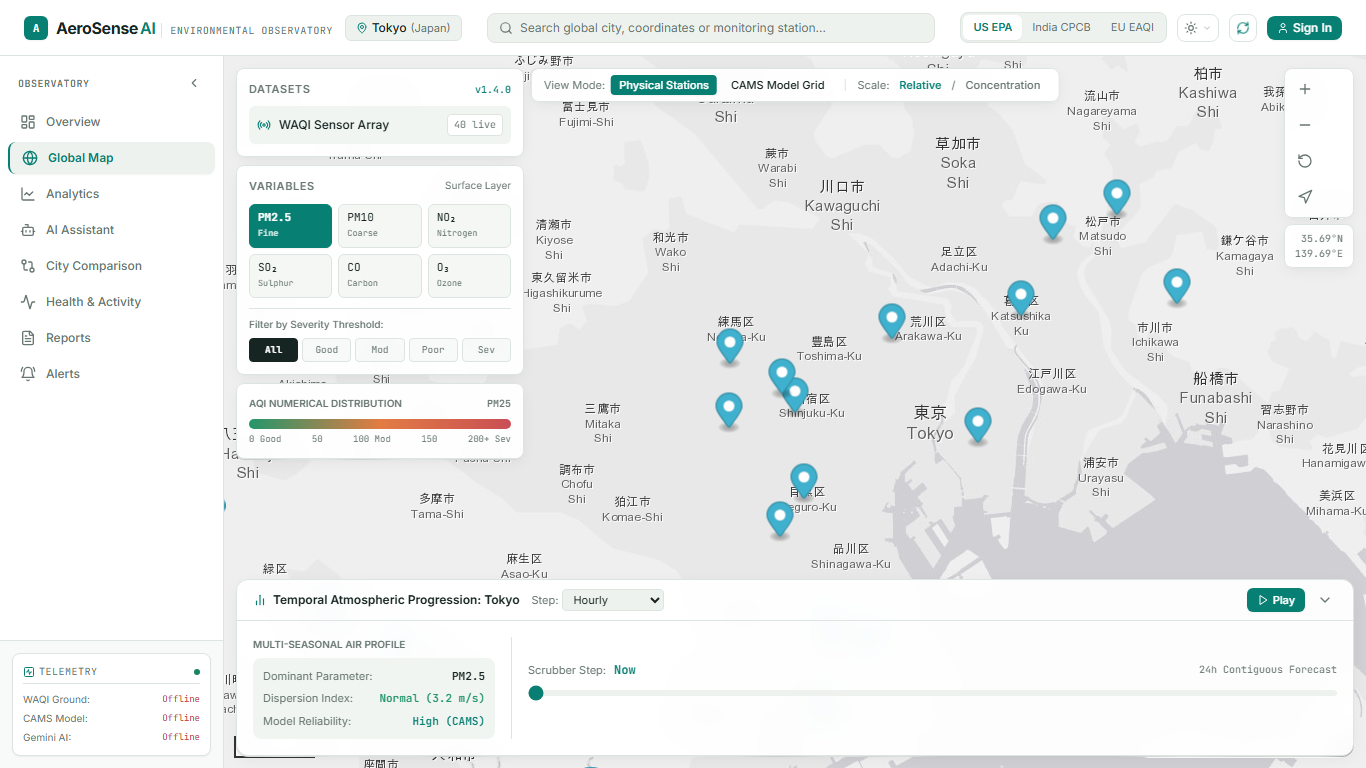 A AeroSense AI ENVIRONMENTAL OBSERVATORY
Tokyo (Japan)
Search global city, coordinates or monitoring station...
US EPA India CPCB EU EAQI
Sign In
OBSERVATORY
Overview
Global Map
Analytics
AI Assistant
City Comparison
Health & Activity
Reports
Alerts
TELEMETRY
WAQI Ground: Offline
CAMS Model: Offline
Gemini AI: Offline
DATASETS v1.4.0
WAQI Sensor Array 40 live
VARIABLES Surface Layer
PM2.5 Fine
PM10 Coarse
NO₂ Nitrogen
SO₂ Sulphur
CO Carbon
O₃ Ozone
Filter by Severity Threshold:
All Good Mod Poor Sev
AQI NUMERICAL DISTRIBUTION PM25
0 Good 50 100 Mod 150 200+ Sev
View Mode: Physical Stations CAMS Model Grid Scale: Relative / Concentration
35.69°N
139.69°E
ふじみ野市
富士見市
Fujimi-Shi
Shi
Shi
柏市
Kashiwa
Shi
流山市
Nagareyama
Shi
草加市
Soka
Shi
蕨市
Warabi
Shi
川口市
Kawaguchi
Shi
松戸市
Matsudo
Shi
鎌ケ谷市
Kamagaya
Shi
清瀬市
Kiyose
Shi
和光市
Wako
Shi
足立区
Adachi-Ku
東久留米市
Higashikurume
Shi
練馬区
豊島区
Toshima-Ku
荒川区
Arakawa-Ku
Katsushika
Ku
市川市
Ichikawa
Shi
江戸川区
Edogawa-Ku
船橋市
Funabashi
Shi
習志野市
Narashino
Shi
Shi
三鷹市
Mitaka
Shi
Shinjuku-Ku
東京
Tokyo
浦安市
Urayasu
Shi
花見川区
Hanamigaw
美浜区
Mihama-Ku
Shi
調布市
Chofu
Shi
狛江市
Komae-Shi
多摩市
Tama-Shi
品川区
Shinagawa-Ku
麻生区
Asao-Ku
緑区
Temporal Atmospheric Progression: Tokyo Step: Hourly
Play
MULTI-SEASONAL AIR PROFILE
Dominant Parameter: PM2.5
Dispersion Index: Normal (3.2 m/s)
Model Reliability: High (CAMS)
Scrubber Step: Now
24h Contiguous Forecast
座間市